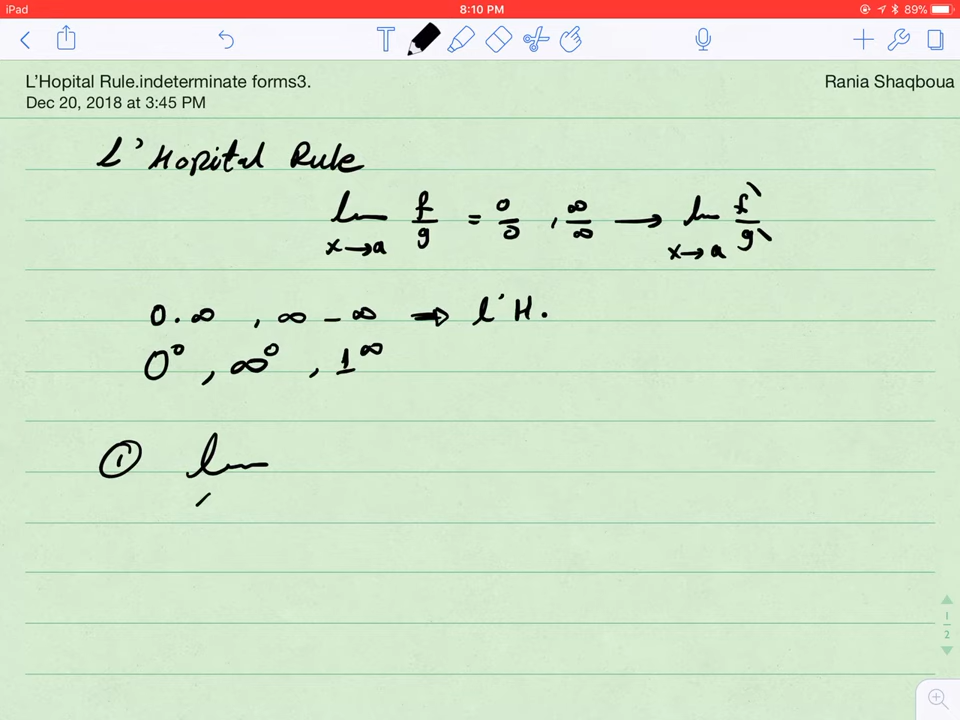 iPad 8:10 PM 89%
T
L'Hopital Rule.indeterminate forms3. Rania Shaqboua
Dec 20, 2018 at 3:45 PM
L'Hopital Rule
lim x→a f/g = 0/0 , ∞/∞ → lim x→a f`/g`
0.∞ , ∞ - ∞ ⇒ l'H.
0⁰ , ∞⁰ , 1^∞
① lim
1
2